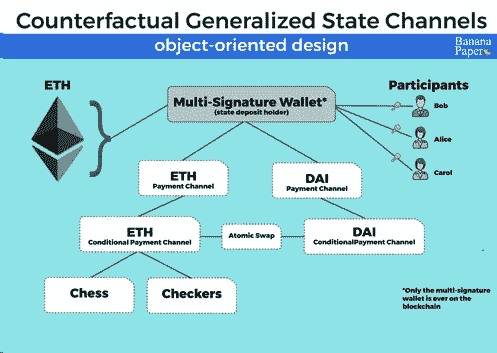 Counterfactual Generalized State Channels
object-oriented design
Banana
Paper
ETH
Multi-Signature Wallet*
(state deposit holder)
Participants
Bob
Alice
Carol
ETH
Payment Channel
DAI
Payment Channel
ETH
Conditional Payment Channel
Atomic Swap
DAI
ConditionalPayment Channel
Chess
Checkers
*Only the multi-signature
wallet is ever on the
blockchain